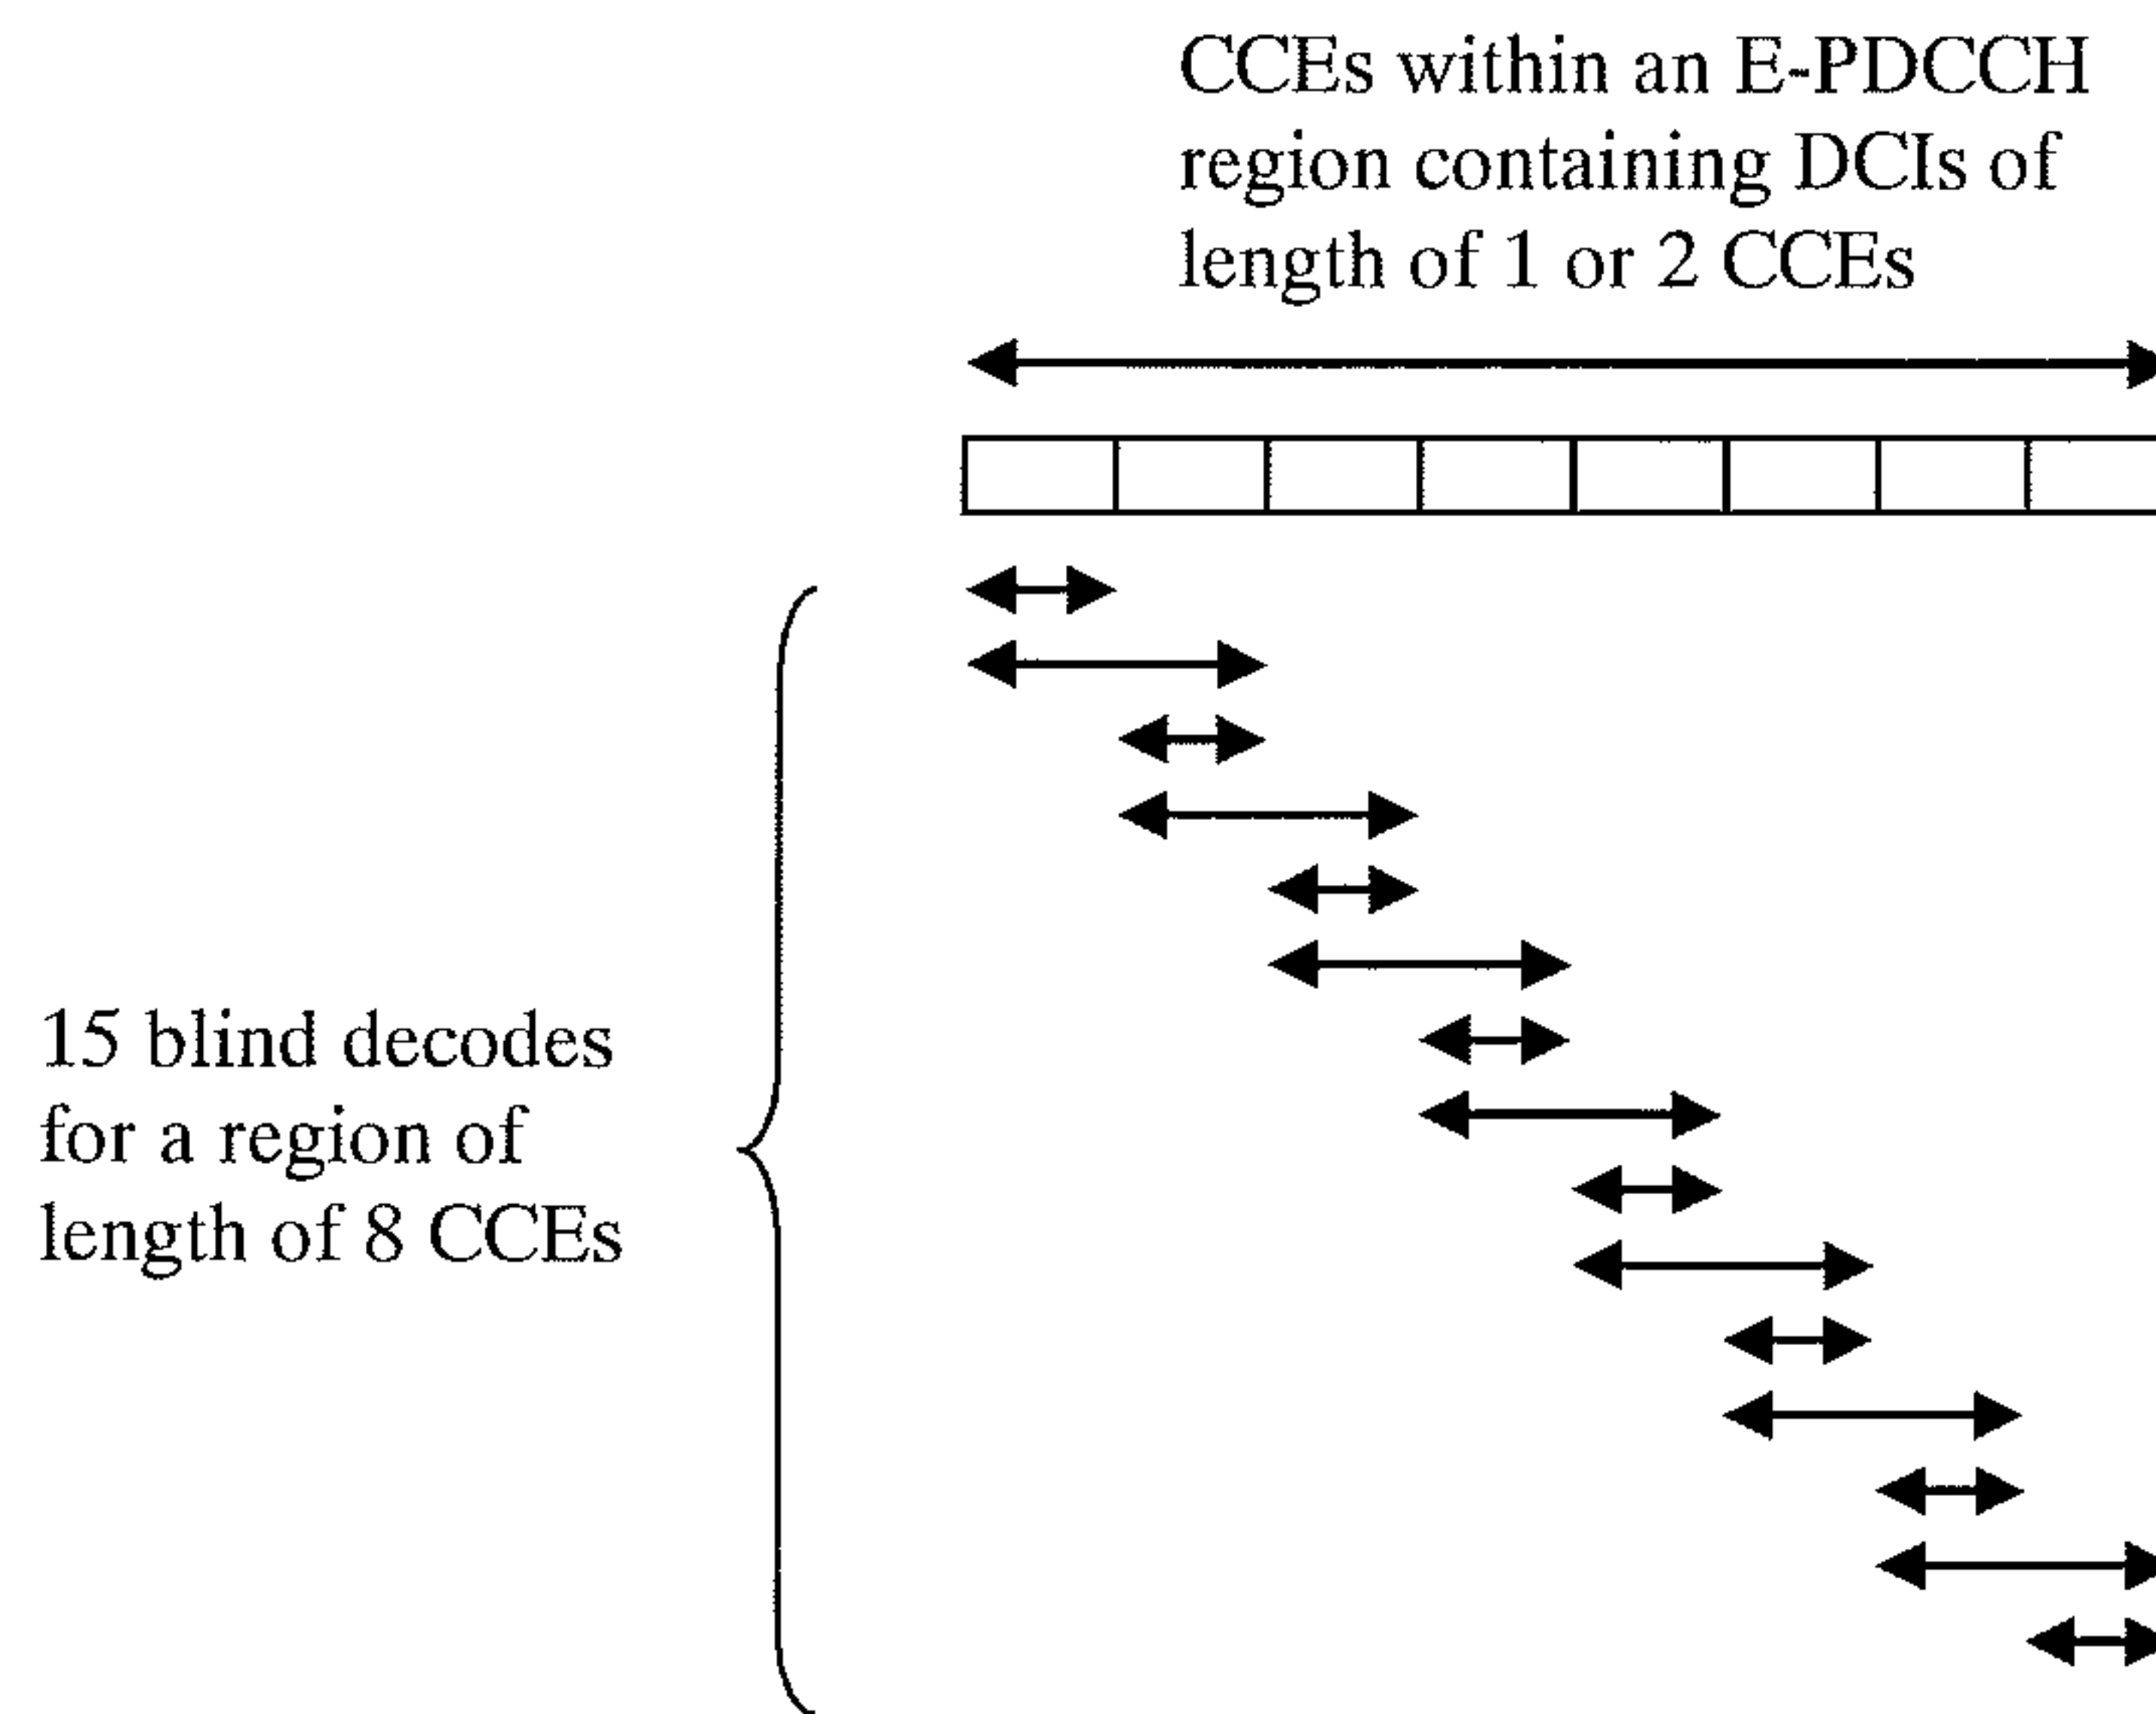 CCEs within an E-PDCCH
region containing DCIs of
length of 1 or 2 CCEs
15 blind decodes
for a region of
length of 8 CCEs